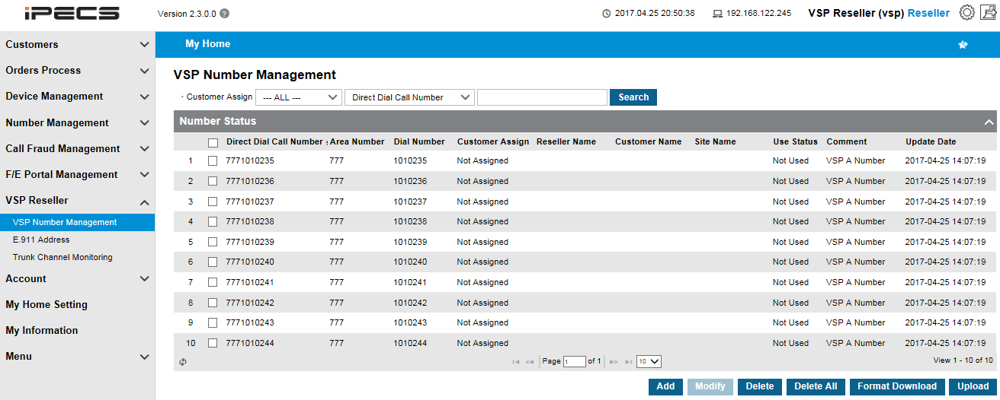 iPECS
Version 2.3.0.0 ?
2017.04.25 20:50:38 192.168.122.245 VSP Reseller (vsp) Reseller
Customers
Orders Process
Device Management
Number Management
Call Fraud Management
F/E Portal Management
VSP Reseller
VSP Number Management
E.911 Address
Trunk Channel Monitoring
Account
My Home Setting
My Information
Menu
My Home
VSP Number Management
· Customer Assign --- ALL --- Direct Dial Call Number Search
Number Status
Direct Dial Call Number Area Number Dial Number Customer Assign Reseller Name Customer Name Site Name Use Status Comment Update Date
1 7771010235 777 1010235 Not Assigned Not Used VSP A Number 2017-04-25 14:07:19
2 7771010236 777 1010236 Not Assigned Not Used VSP A Number 2017-04-25 14:07:19
3 7771010237 777 1010237 Not Assigned Not Used VSP A Number 2017-04-25 14:07:19
4 7771010238 777 1010238 Not Assigned Not Used VSP A Number 2017-04-25 14:07:19
5 7771010239 777 1010239 Not Assigned Not Used VSP A Number 2017-04-25 14:07:19
6 7771010240 777 1010240 Not Assigned Not Used VSP A Number 2017-04-25 14:07:19
7 7771010241 777 1010241 Not Assigned Not Used VSP A Number 2017-04-25 14:07:19
8 7771010242 777 1010242 Not Assigned Not Used VSP A Number 2017-04-25 14:07:19
9 7771010243 777 1010243 Not Assigned Not Used VSP A Number 2017-04-25 14:07:19
10 7771010244 777 1010244 Not Assigned Not Used VSP A Number 2017-04-25 14:07:19
Page 1 of 1 10 View 1 - 10 of 10
Add Modify Delete Delete All Format Download Upload